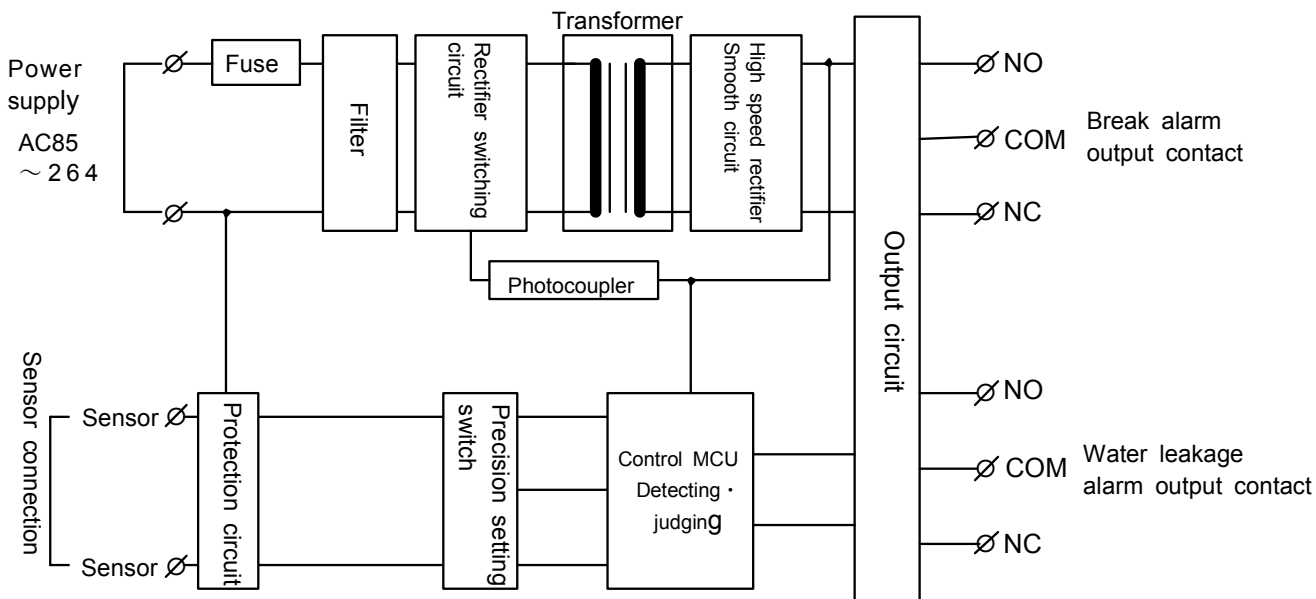 Transformer
Power
supply
AC85
～264
Fuse
Filter
Rectifier switching
circuit
High speed rectifier
Smooth circuit
Photocoupler
Output circuit
NO
COM
NC
Break alarm
output contact
Sensor connection
Sensor
Sensor
Protection circuit
Precision setting
switch
Control MCU
Detecting・
judging
NO
COM
NC
Water leakage
alarm output contact